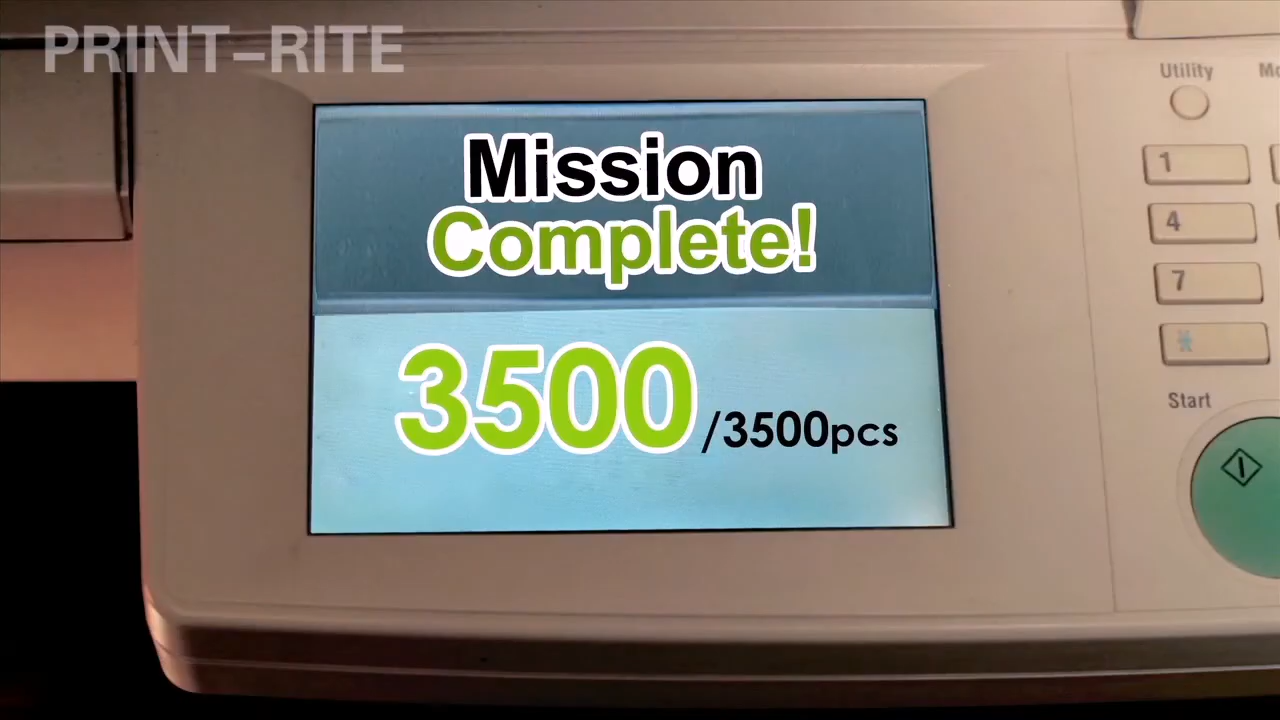 PRINT-RITE
Utility
Mission
Complete!
1
4
7
*
3500/3500pcs
Start